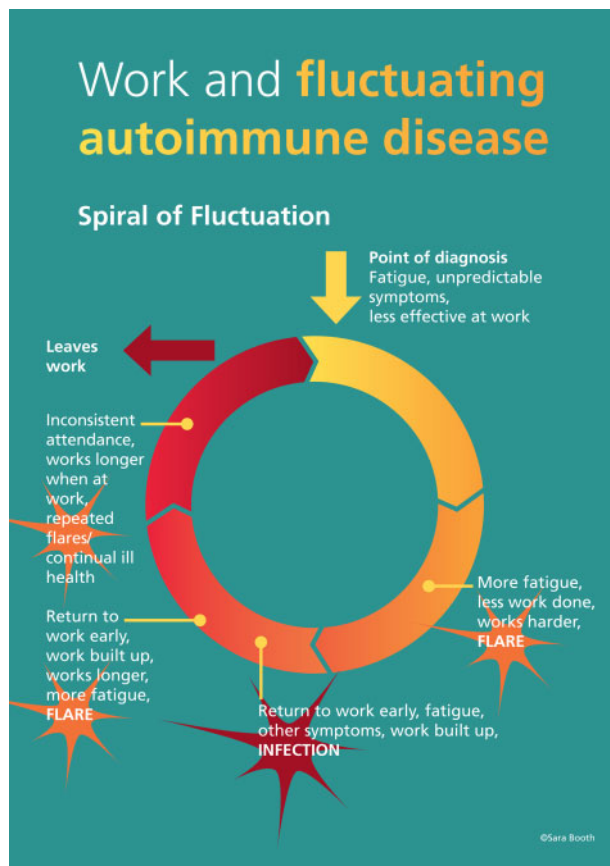 Work and fluctuating
autoimmune disease
Spiral of Fluctuation
Point of diagnosis
Fatigue, unpredictable
symptoms,
less effective at work
More fatigue,
less work done,
works harder,
FLARE
Return to work early, fatigue,
other symptoms, work built up,
INFECTION
Return to
work early,
work built up,
works longer,
more fatigue,
FLARE
Inconsistent
attendance,
works longer
when at
work,
repeated
flares/
continual ill
health
Leaves
work
©Sara Booth